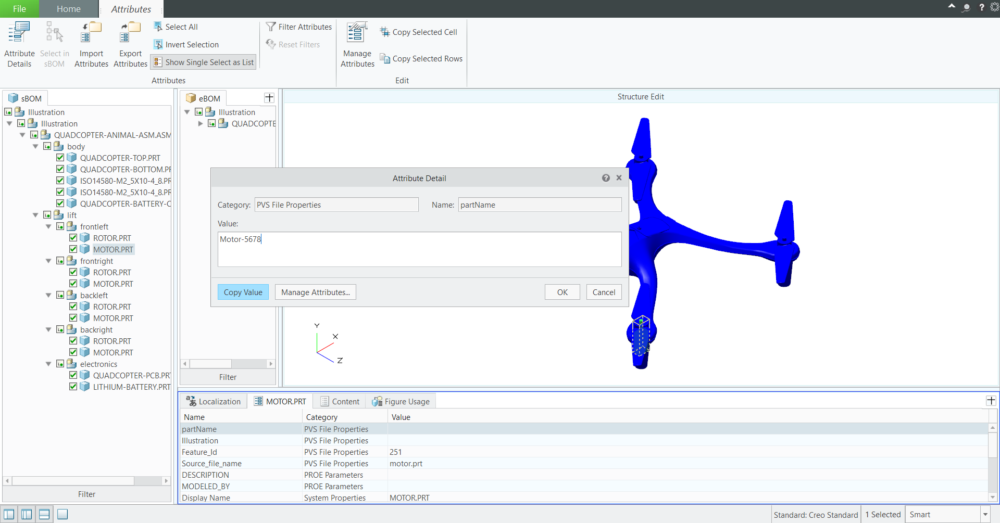 File
Home
Attributes
?
Attribute Details
Select in sBOM
Import Attributes
Export Attributes
Select All
Invert Selection
Show Single Select as List
Attributes
Filter Attributes
Reset Filters
Manage Attributes
Copy Selected Cell
Copy Selected Rows
Edit
sBOM
Illustration
Illustration
QUADCOPTER-ANIMAL-ASM.ASM
body
QUADCOPTER-TOP.PRT
QUADCOPTER-BOTTOM.PR
ISO14580-M2_5X10-4_8.PR
ISO14580-M2_5X10-4_8.PR
QUADCOPTER-BATTERY-C
lift
frontleft
ROTOR.PRT
MOTOR.PRT
frontright
ROTOR.PRT
MOTOR.PRT
backleft
ROTOR.PRT
MOTOR.PRT
backright
ROTOR.PRT
MOTOR.PRT
electronics
QUADCOPTER-PCB.PRT
LITHIUM-BATTERY.PRT
Filter
eBOM
Illustration
QUADCOPTE
Filter
Structure Edit
Attribute Detail
?
Category: PVS File Properties
Name: partName
Value:
Motor-5678
Copy Value
Manage Attributes...
OK
Cancel
Y
X
Z
Localization
MOTOR.PRT
Content
Figure Usage
Name Category Value
partName PVS File Properties
Illustration PVS File Properties
Feature_Id PVS File Properties 251
Source_file_name PVS File Properties motor.prt
DESCRIPTION PROE Parameters
MODELED_BY PROE Parameters
Display Name System Properties MOTOR.PRT
Standard: Creo Standard
1 Selected
Smart